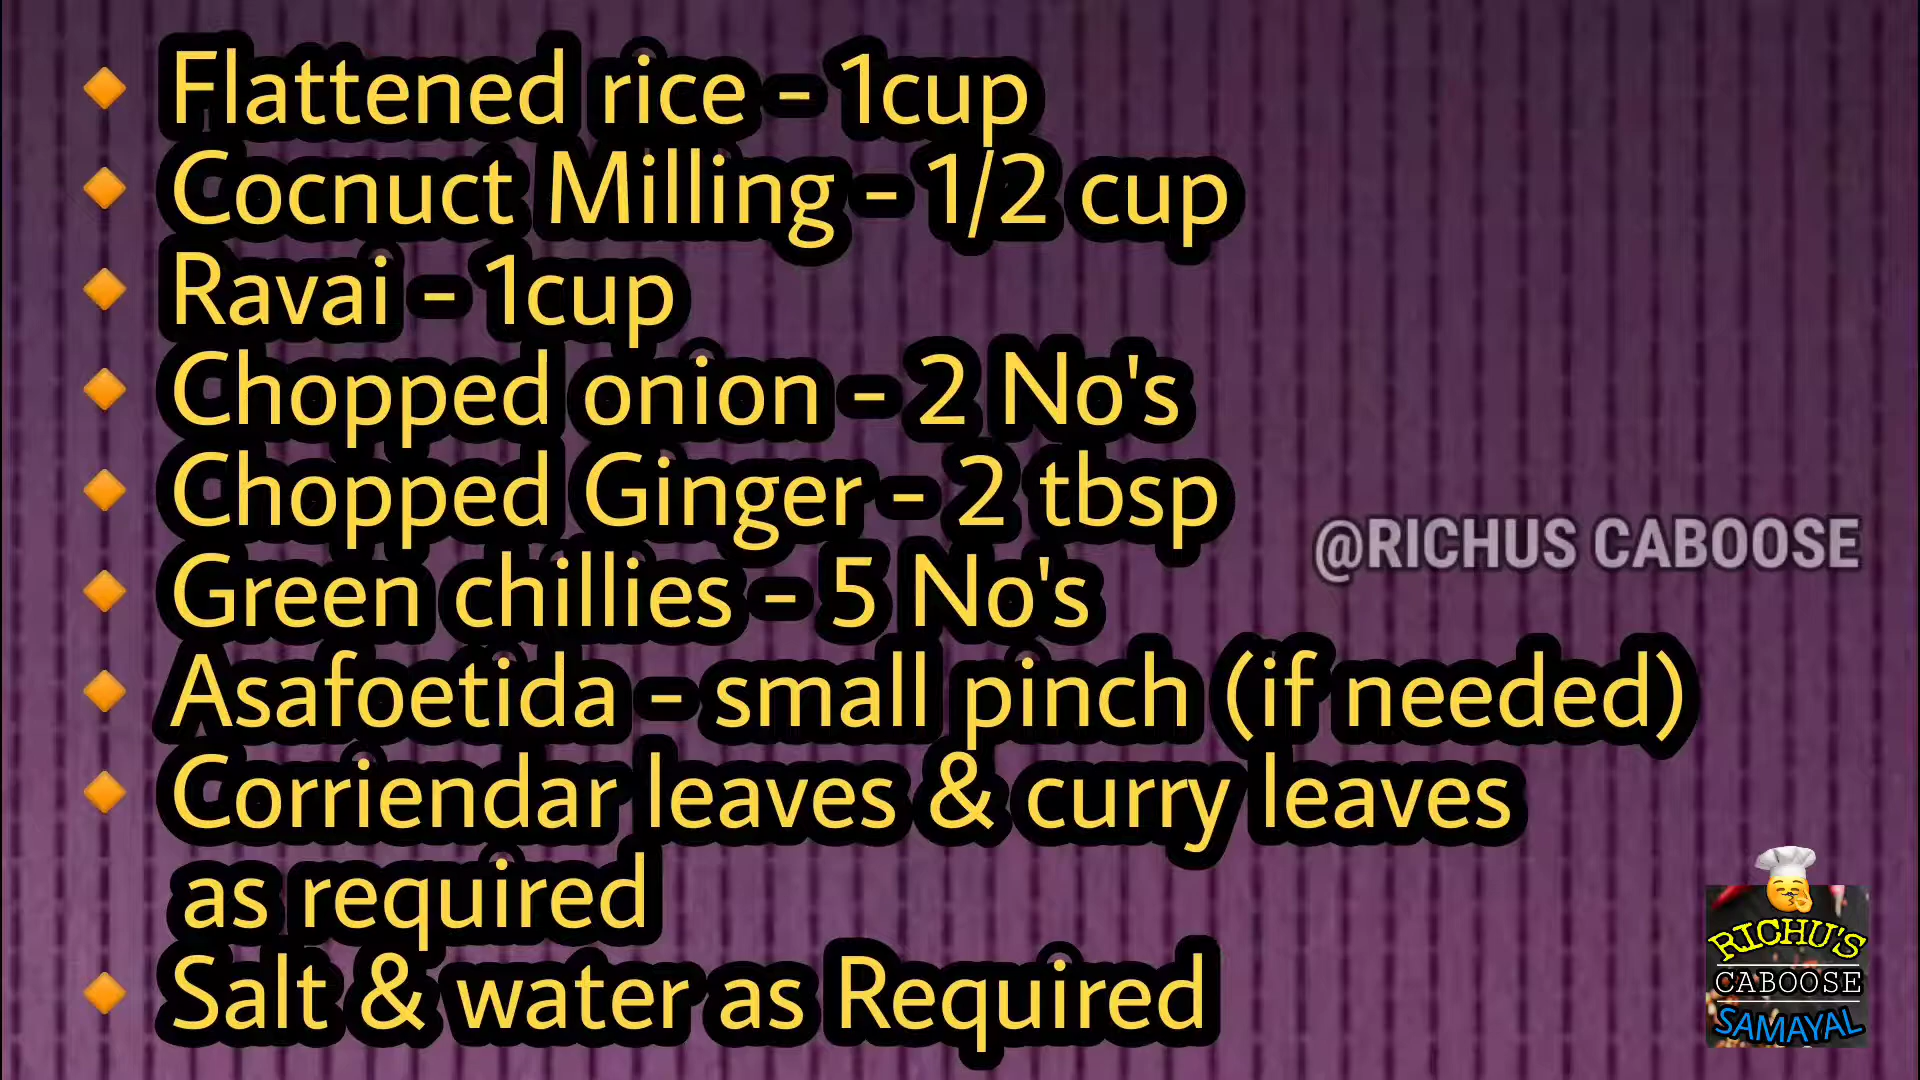 🔸 Flattened rice - 1cup
🔸 Cocnuct Milling - 1/2 cup
🔸 Ravai - 1cup
🔸 Chopped onion - 2 No's
🔸 Chopped Ginger - 2 tbsp
🔸 Green chillies - 5 No's
🔸 Asafoetida - small pinch (if needed)
🔸 Corriendar leaves & curry leaves
as required
🔸 Salt & water as Required
@RICHUS CABOOSE
RICHU'S
CABOOSE
SAMAYAL